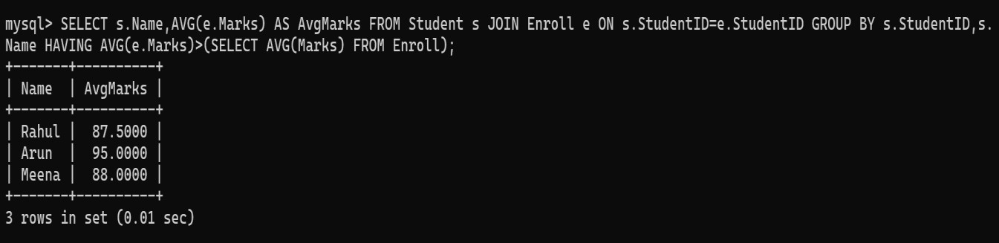 mysql> SELECT s.Name,AVG(e.Marks) AS AvgMarks FROM Student s JOIN Enroll e ON s.StudentID=e.StudentID GROUP BY s.StudentID,s.
Name HAVING AVG(e.Marks)>(SELECT AVG(Marks) FROM Enroll);
+-------+----------+
| Name  | AvgMarks |
+-------+----------+
| Rahul |  87.5000 |
| Arun  |  95.0000 |
| Meena |  88.0000 |
+-------+----------+
3 rows in set (0.01 sec)